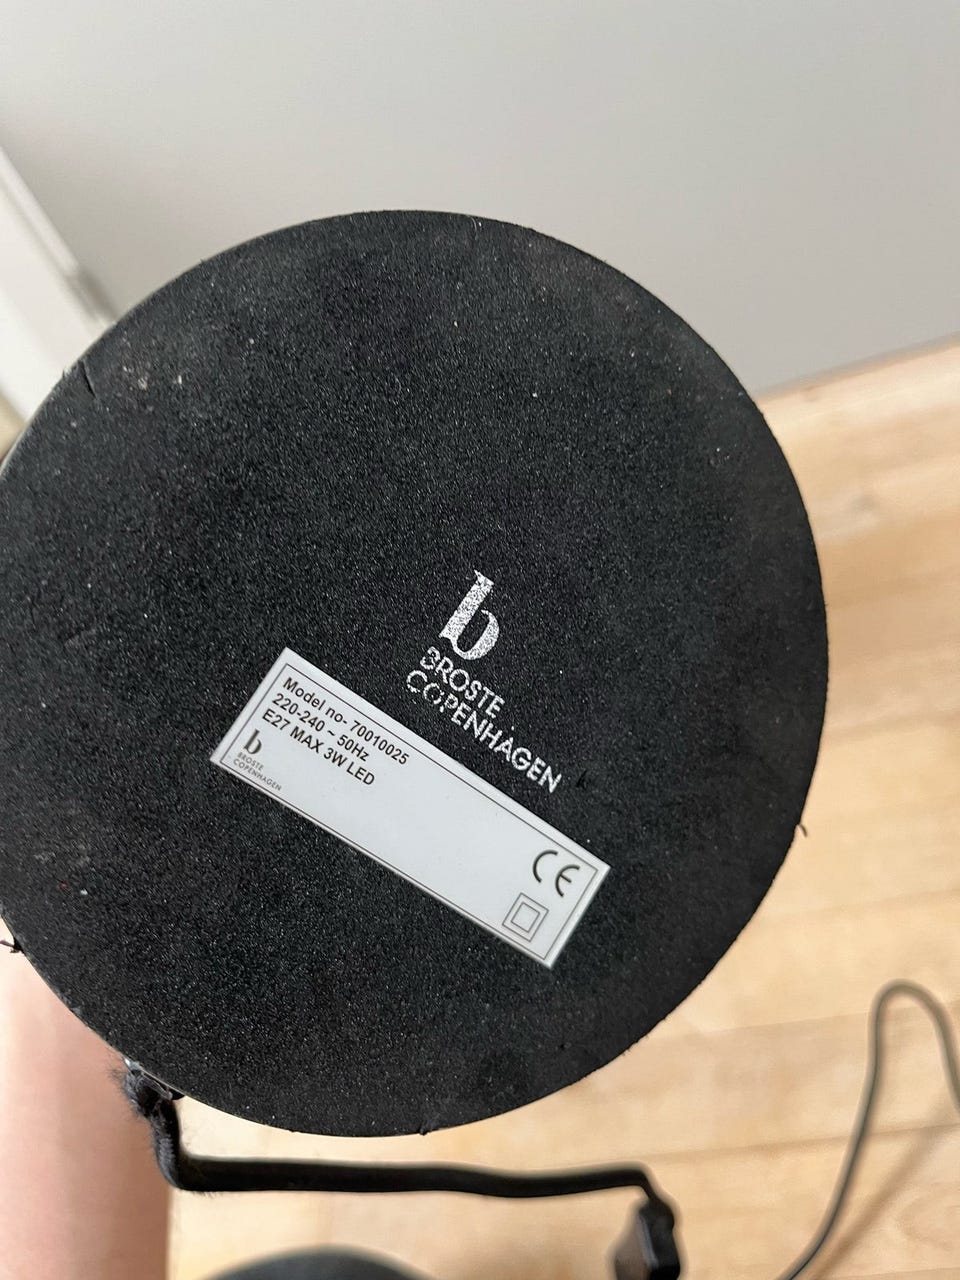 b
BROSTE
COPENHAGEN
Model no- 70010025
220-240 ~ 50Hz
E27 MAX 3W LED
b
BROSTE
COPENHAGEN
CE